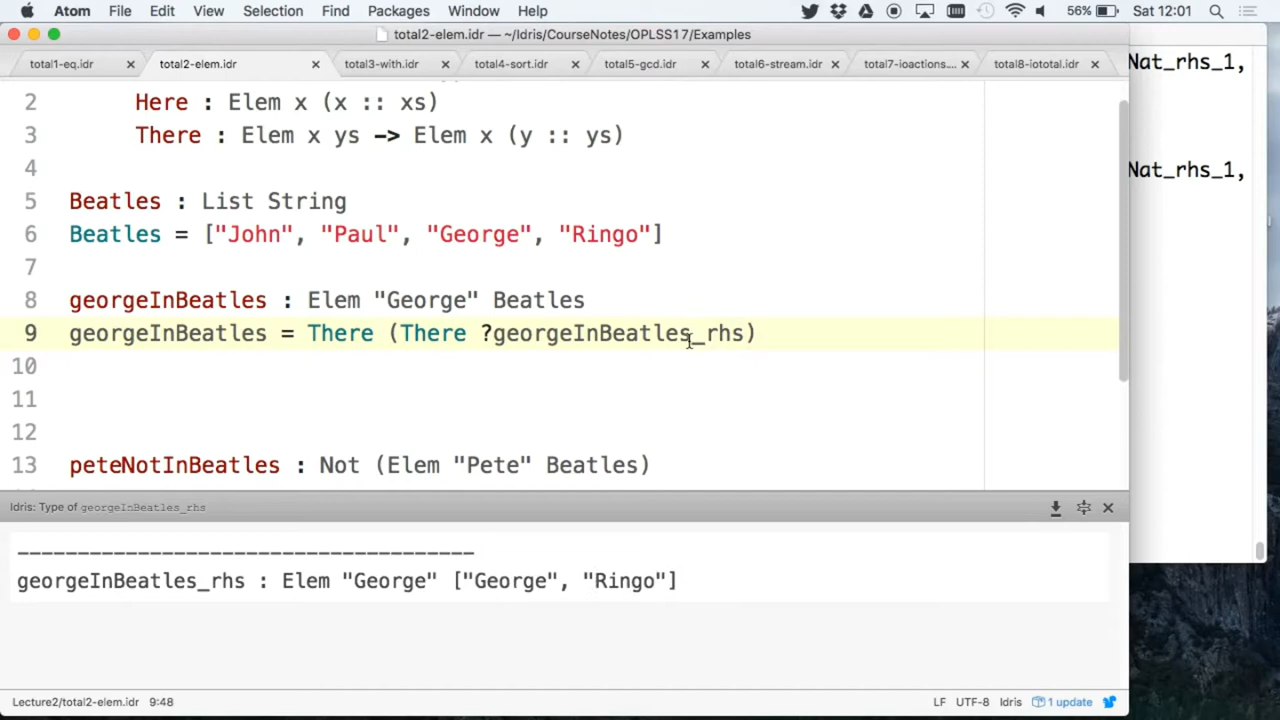 Atom File Edit View Selection Find Packages Window Help 56% Sat 12:01
total2-elem.idr — ~/Idris/CourseNotes/OPLSS17/Examples
total1-eq.idr total2-elem.idr total3-with.idr total4-sort.idr total5-gcd.idr total6-stream.idr total7-ioactions.... total8-iototal.idr
Nat_rhs_1,
2 Here : Elem x (x :: xs)
3 There : Elem x ys -> Elem x (y :: ys)
4
Nat_rhs_1,
5 Beatles : List String
6 Beatles = ["John", "Paul", "George", "Ringo"]
7
8 georgeInBeatles : Elem "George" Beatles
9 georgeInBeatles = There (There ?georgeInBeatles_rhs)
10
11
12
13 peteNotInBeatles : Not (Elem "Pete" Beatles)
Idris: Type of georgeInBeatles_rhs
--------------------------------------
georgeInBeatles_rhs : Elem "George" ["George", "Ringo"]
Lecture2/total2-elem.idr 9:48 LF UTF-8 Idris 1 update